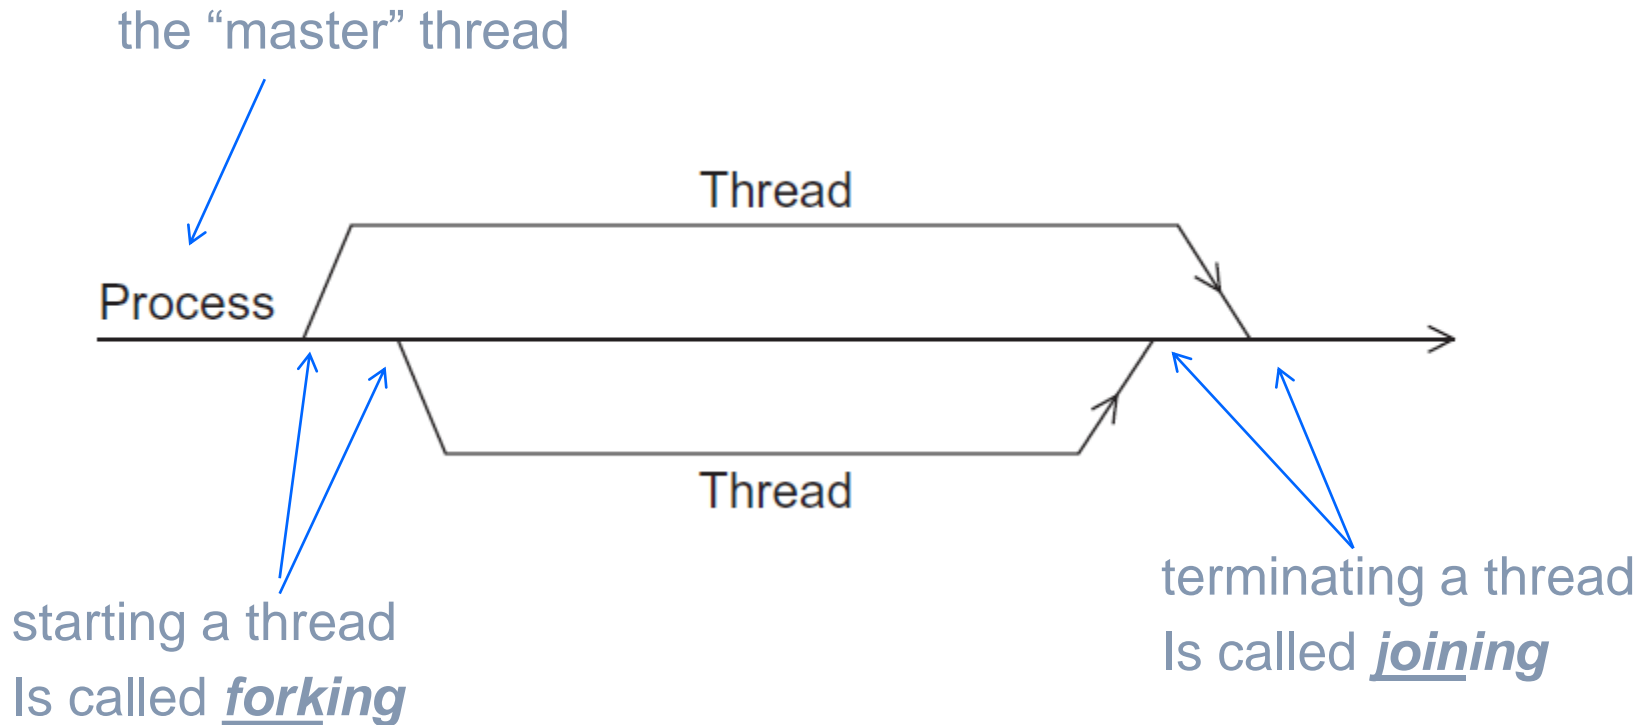 the “master” thread
Thread
Process
Thread
starting a thread
Is called forking
terminating a thread
Is called joining